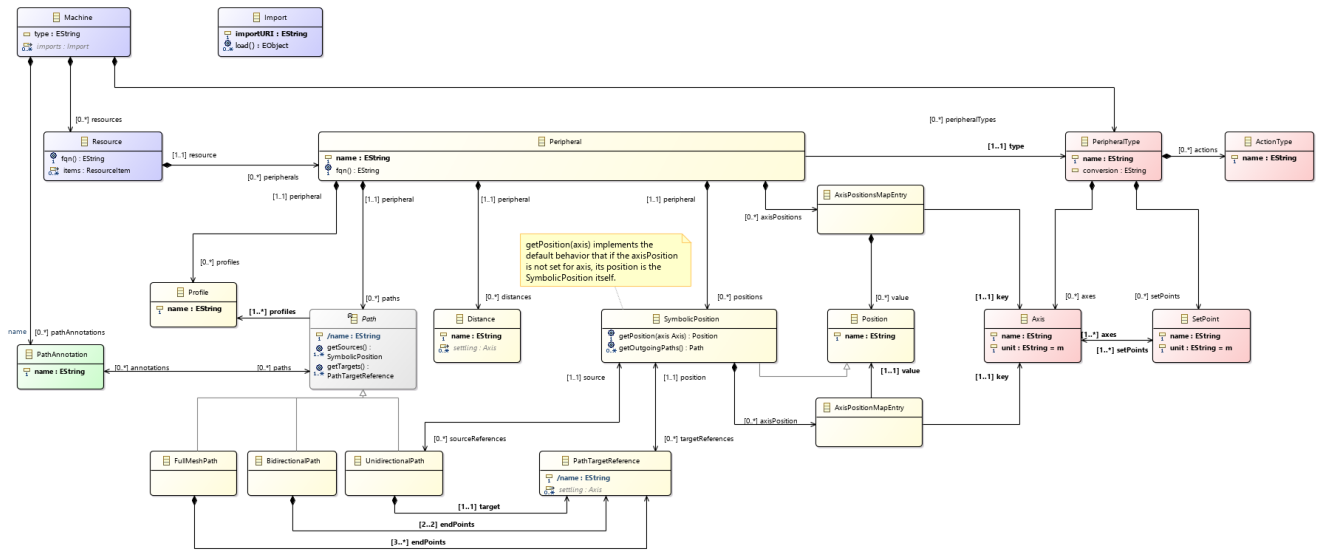 Machine
type : EString
imports : Import
Import
importURI : EString
load() : EObject
[0..*] resources
[0..*] peripheralTypes
Resource
fqn() : EString
items : ResourceItem
[1..1] resource
[0..*] peripherals
Peripheral
name : EString
fqn() : EString
[1..1] type
PeripheralType
name : EString
conversion : EString
[0..*] actions
ActionType
name : EString
[1..1] peripheral
[1..1] peripheral
[1..1] peripheral
[1..1] peripheral
[0..*] axisPositions
AxisPositionsMapEntry
getPosition(axis) implements the
default behavior that if the axisPosition
is not set for axis, its position is the
SymbolicPosition itself.
[0..*] profiles
Profile
name : EString
[1..*] profiles
[0..*] paths
[0..*] distances
[0..*] positions
[0..*] value
[1..1] key
[0..*] axes
[0..*] setPoints
Path
/name : EString
getSources() :
SymbolicPosition
getTargets() :
PathTargetReference
Distance
name : EString
settling : Axis
SymbolicPosition
getPosition(axis Axis) : Position
getOutgoingPaths() : Path
Position
name : EString
Axis
name : EString
unit : EString = m
[1..*] axes
[1..*] setPoints
SetPoint
name : EString
unit : EString = m
name
[0..*] pathAnnotations
PathAnnotation
name : EString
[0..*] annotations
[0..*] paths
[1..1] source
[1..1] position
[1..1] value
[1..1] key
AxisPositionMapEntry
[0..*] axisPosition
[0..*] sourceReferences
[0..*] targetReferences
FullMeshPath
BidirectionalPath
UnidirectionalPath
PathTargetReference
/name : EString
settling : Axis
[1..1] target
[2..2] endPoints
[3..*] endPoints